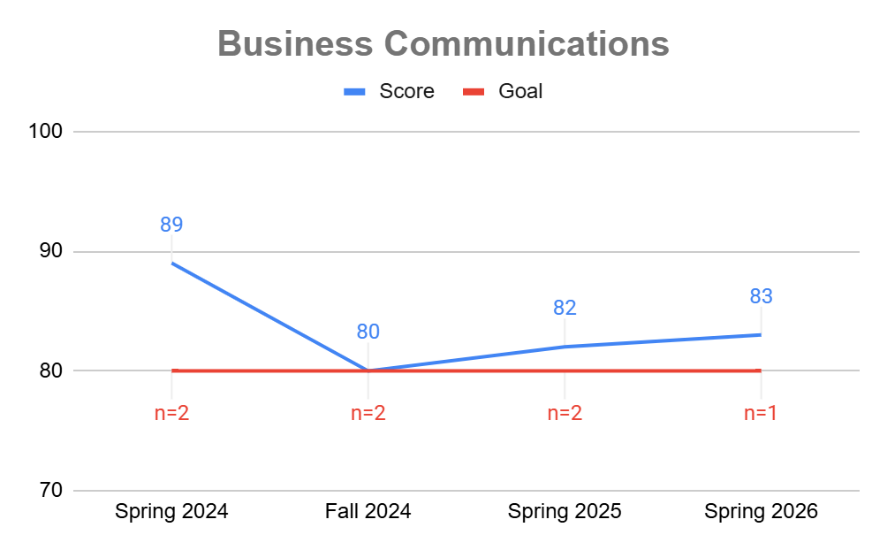 Business Communications
Score Goal
100
90
80
70
89
80
82
83
n=2
n=2
n=2
n=1
Spring 2024
Fall 2024
Spring 2025
Spring 2026